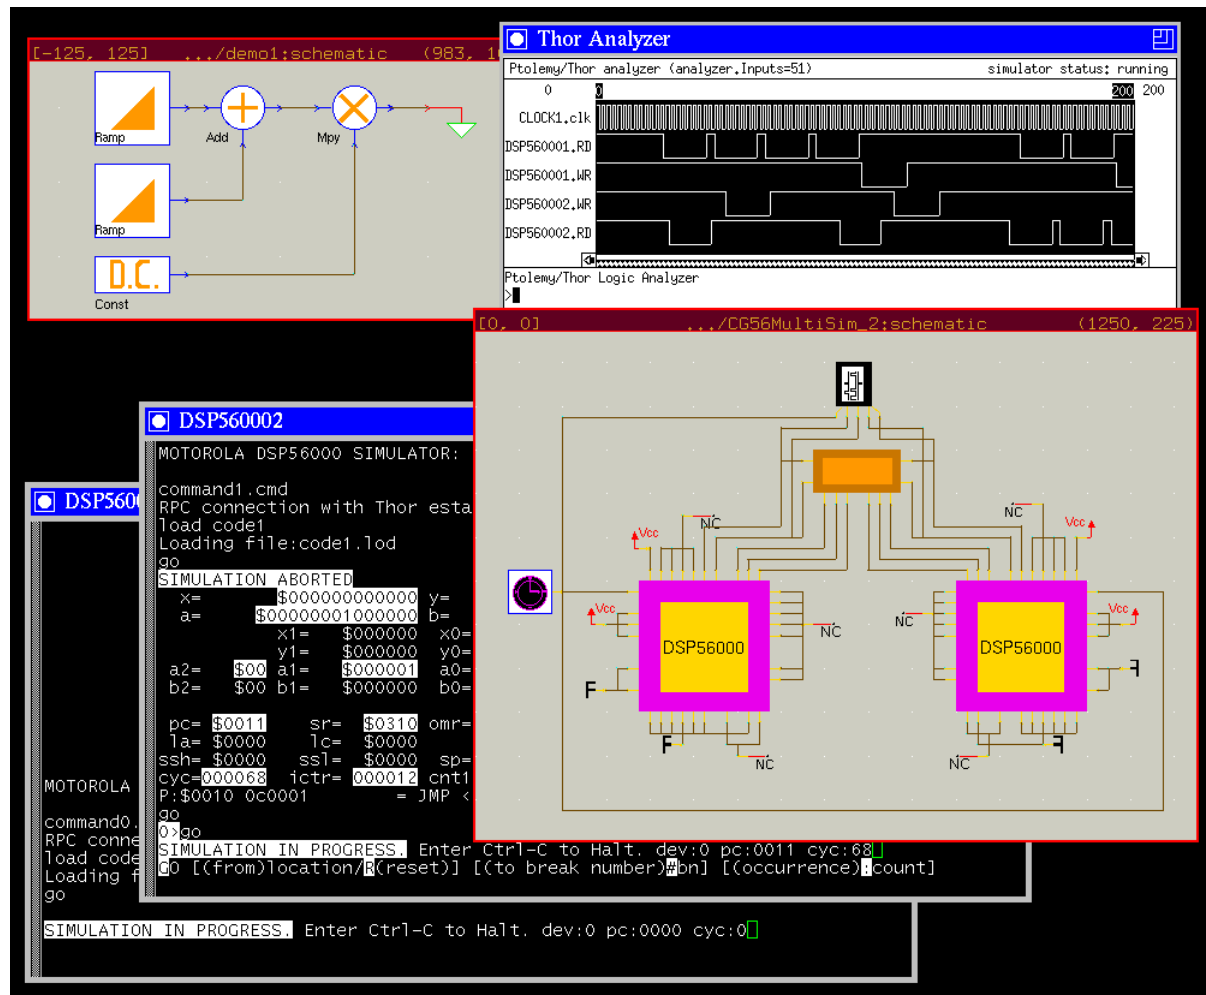 [-125, 125] .../demo1:schematic (983,
Ramp
Add
Mpy
Ramp
D.C.
Const
Thor Analyzer
Ptolemy/Thor analyzer (analyzer.Inputs=51) simulator status: running
0 0 200 200
CLOCK1.clk
DSP560001.RD
DSP560001.WR
DSP560002.WR
DSP560002.RD
Ptolemy/Thor Logic Analyzer
>
[0, 0] .../CG56MultiSim_2:schematic (1250, 225)
NC
NC
Vcc
Vcc
Vcc
Vcc
NC
NC
DSP56000
DSP56000
F
F
F
F
NC
NC
DSP560002
MOTOROLA DSP56000 SIMULATOR:
command1.cmd
RPC connection with Thor esta
load code1
Loading file:code1.lod
go
SIMULATION ABORTED
x= $000000000000 y=
a= $00000001000000 b=
x1= $000000 x0=
y1= $000000 y0=
a2= $00 a1= $000001 a0=
b2= $00 b1= $000000 b0=
pc= $0011 sr= $0310 omr=
la= $0000 lc= $0000
ssh= $0000 ssl= $0000 sp=
cyc=000068 ictr= 000012 cnt1
P:$0010 0c0001 = JMP <
go
0>go
SIMULATION IN PROGRESS. Enter Ctrl-C to Halt. dev:0 pc:0011 cyc:68
GO [(from)location/R(reset)] [(to break number)#bn] [(occurrence):count]
DSP5600
MOTOROLA
command0.
RPC conne
load code
Loading f
go
SIMULATION IN PROGRESS. Enter Ctrl-C to Halt. dev:0 pc:0000 cyc:0